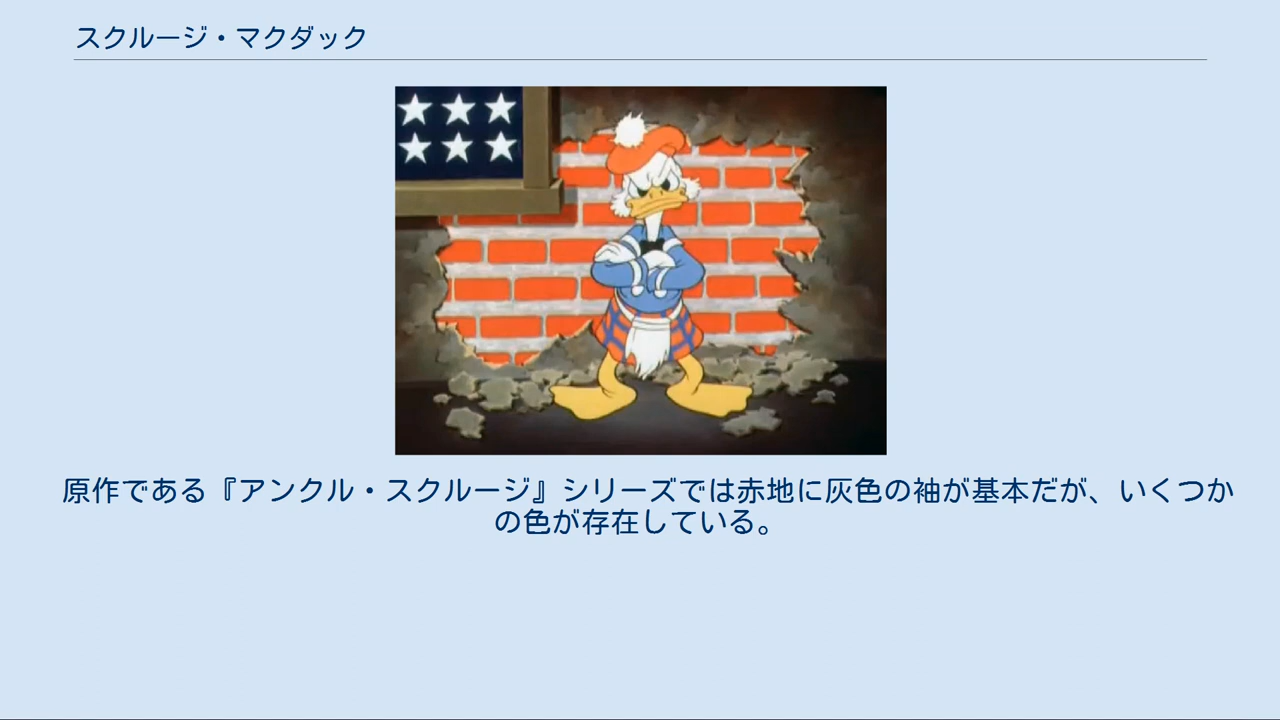 スクルージ・マクダック
原作である『アンクル・スクルージ』シリーズでは赤地に灰色の袖が基本だが、いくつか
の色が存在している。